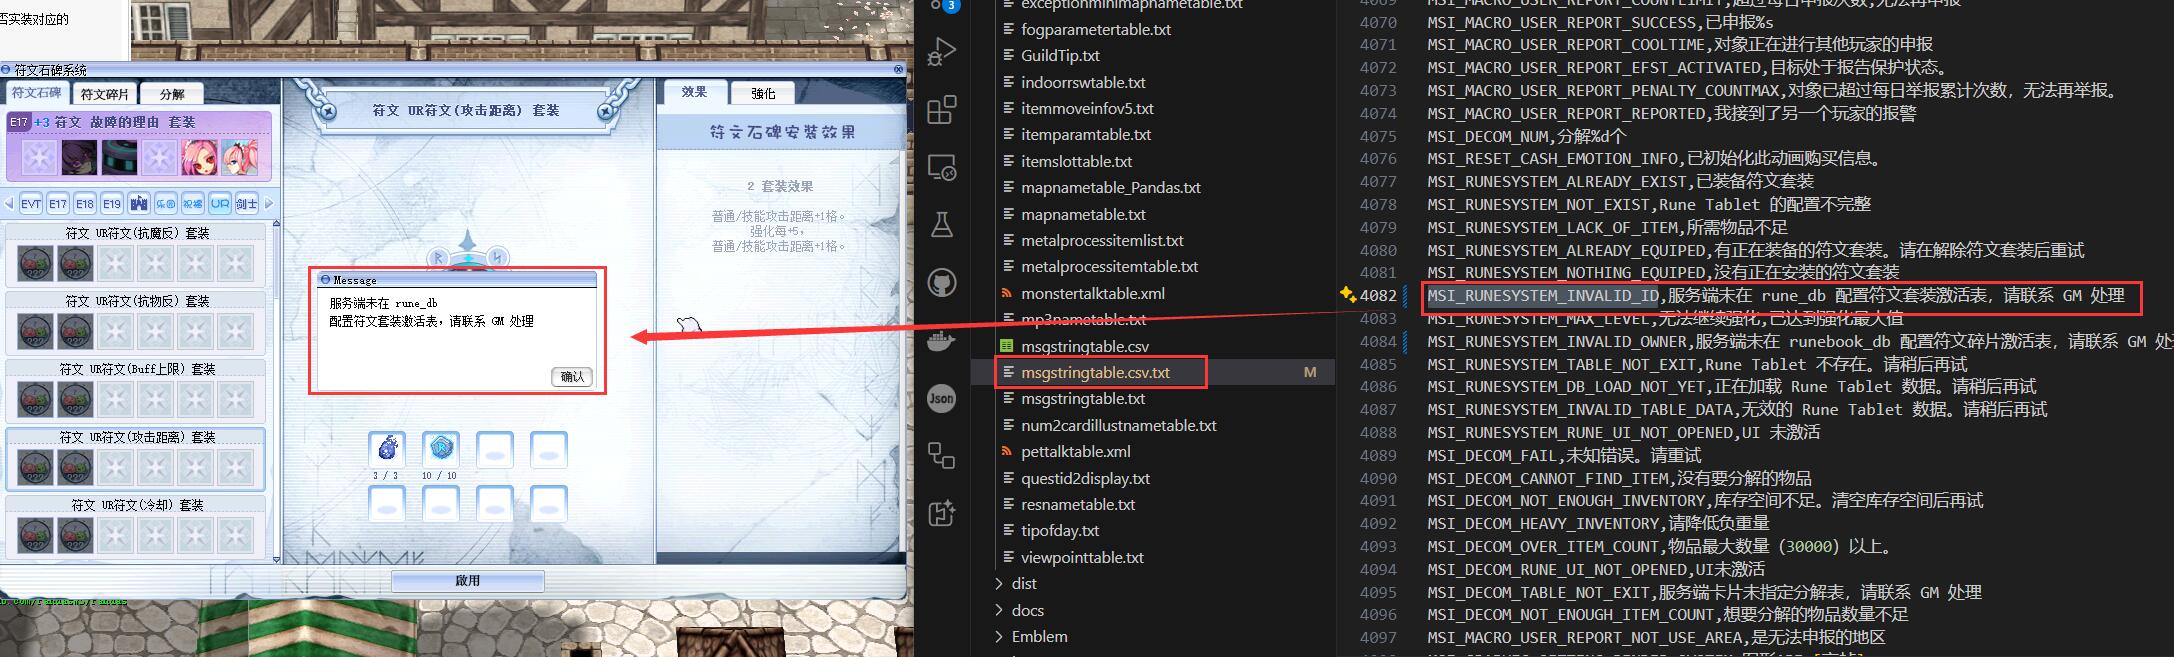 否实装对应的
符文石碑系统
符文石碑
符文碎片
分解
E17 +3 符文 故障的理由 套装
EVT E17 E18 E19 乐园 祝福 UR 剑士
符文 UR符文(抗魔反) 套装
符文 UR符文(抗物反) 套装
符文 UR符文(Buff上限) 套装
符文 UR符文(攻击距离) 套装
符文 UR符文(冷却) 套装
符文 UR符文(攻击距离) 套装
Message
服务端未在 rune_db
配置符文套装激活表，请联系 GM 处理
确认
3 / 3
10 / 10
啟用
效果
強化
符文石碑安裝效果
2 套装效果
普通/技能攻击距离+1格。
强化每+5,
普通/技能攻击距离+1格。
3
Json
exceptionminimapnametable.txt
fogparametertable.txt
GuildTip.txt
indoorrswtable.txt
itemmoveinfov5.txt
itemparamtable.txt
itemslottable.txt
mapnametable_Pandas.txt
mapnametable.txt
metalprocessitemlist.txt
metalprocessitemtable.txt
monstertalktable.xml
mp3nametable.txt
msgstringtable.csv
msgstringtable.csv.txt M
msgstringtable.txt
num2cardillustnametable.txt
pettalktable.xml
questid2display.txt
resnametable.txt
tipofday.txt
viewpointtable.txt
dist
docs
Emblem
4069 MSI_MACRO_USER_REPORT_COUNTLIMIT,超过每日申报次数,无法再申报
4070 MSI_MACRO_USER_REPORT_SUCCESS,已申报%s
4071 MSI_MACRO_USER_REPORT_COOLTIME,对象正在进行其他玩家的申报
4072 MSI_MACRO_USER_REPORT_EFST_ACTIVATED,目标处于报告保护状态。
4073 MSI_MACRO_USER_REPORT_PENALTY_COUNTMAX,对象已超过每日举报累计次数，无法再举报。
4074 MSI_MACRO_USER_REPORT_REPORTED,我接到了另一个玩家的报警
4075 MSI_DECOM_NUM,分解%d个
4076 MSI_RESET_CASH_EMOTION_INFO,已初始化此动画购买信息。
4077 MSI_RUNESYSTEM_ALREADY_EXIST,已装备符文套装
4078 MSI_RUNESYSTEM_NOT_EXIST,Rune Tablet 的配置不完整
4079 MSI_RUNESYSTEM_LACK_OF_ITEM,所需物品不足
4080 MSI_RUNESYSTEM_ALREADY_EQUIPED,有正在装备的符文套装。请在解除符文套装后重试
4081 MSI_RUNESYSTEM_NOTHING_EQUIPED,没有正在安装的符文套装
4082 MSI_RUNESYSTEM_INVALID_ID,服务端未在 rune_db 配置符文套装激活表，请联系 GM 处理
4083 MSI_RUNESYSTEM_MAX_LEVEL,无法继续强化,已达到强化最大值
4084 MSI_RUNESYSTEM_INVALID_OWNER,服务端未在 runebook_db 配置符文碎片激活表，请联系 GM 处
4085 MSI_RUNESYSTEM_TABLE_NOT_EXIT,Rune Tablet 不存在。请稍后再试
4086 MSI_RUNESYSTEM_DB_LOAD_NOT_YET,正在加载 Rune Tablet 数据。请稍后再试
4087 MSI_RUNESYSTEM_INVALID_TABLE_DATA,无效的 Rune Tablet 数据。请稍后再试
4088 MSI_RUNESYSTEM_RUNE_UI_NOT_OPENED,UI 未激活
4089 MSI_DECOM_FAIL,未知错误。请重试
4090 MSI_DECOM_CANNOT_FIND_ITEM,没有要分解的物品
4091 MSI_DECOM_NOT_ENOUGH_INVENTORY,库存空间不足。清空库存空间后再试
4092 MSI_DECOM_HEAVY_INVENTORY,请降低负重量
4093 MSI_DECOM_OVER_ITEM_COUNT,物品最大数量（30000）以上。
4094 MSI_DECOM_RUNE_UI_NOT_OPENED,UI未激活
4095 MSI_DECOM_TABLE_NOT_EXIT,服务端卡片未指定分解表，请联系 GM 处理
4096 MSI_DECOM_NOT_ENOUGH_ITEM_COUNT,想要分解的物品数量不足
4097 MSI_MACRO_USER_REPORT_NOT_USE_AREA,是无法申报的地区